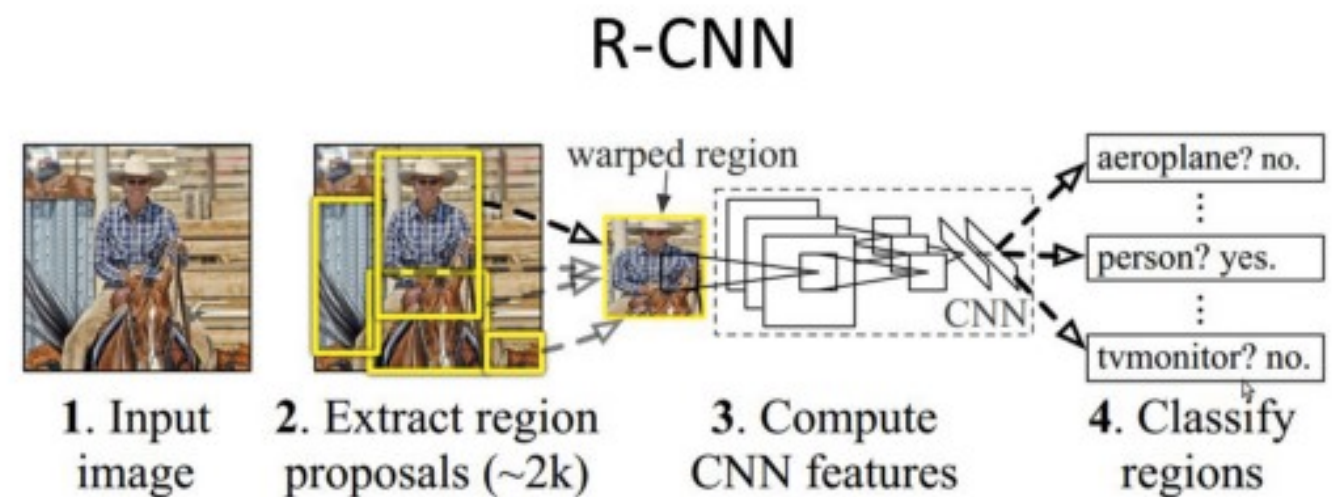 R-CNN
warped region
aeroplane? no.
person? yes.
CNN
tvmonitor? no.
1. Input
image
2. Extract region
proposals (~2k)
3. Compute
CNN features
4. Classify
regions